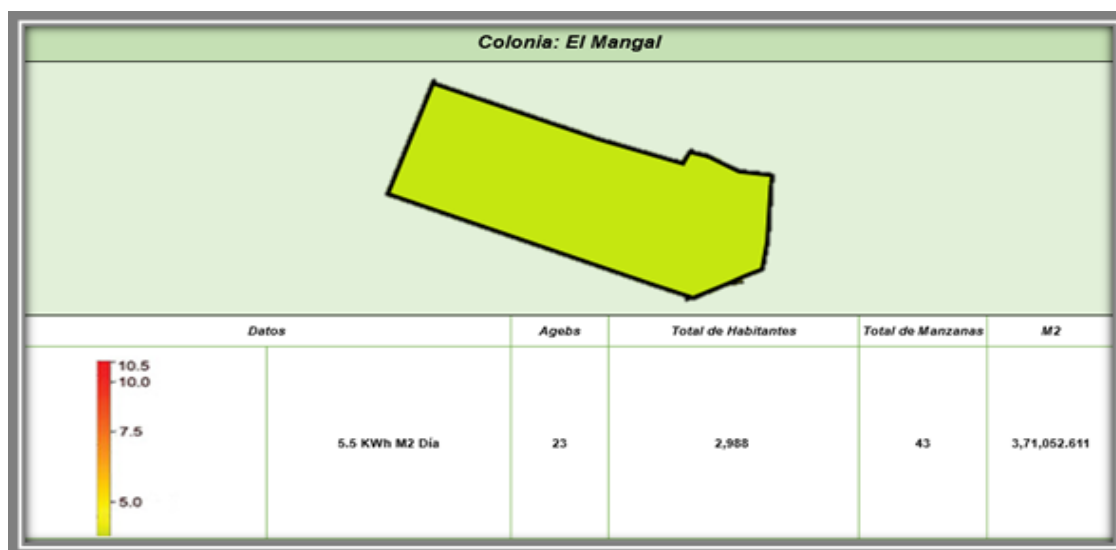 Colonia: El Mangal
Datos Agebs Total de Habitantes Total de Manzanas M2
10.5
10.0
7.5
5.0
5.5 KWh M2 Día 23 2,988 43 3,71,052.611